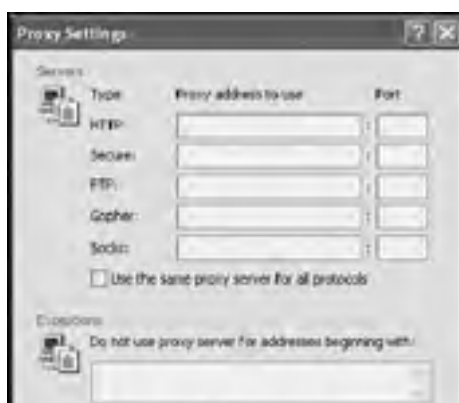 Proxy Settings
Servers
Type Proxy address to use Port
HTTP: :
Secure: :
FTP: :
Gopher: :
Socks: :
Use the same proxy server for all protocols
Exceptions
Do not use proxy server for addresses beginning with: